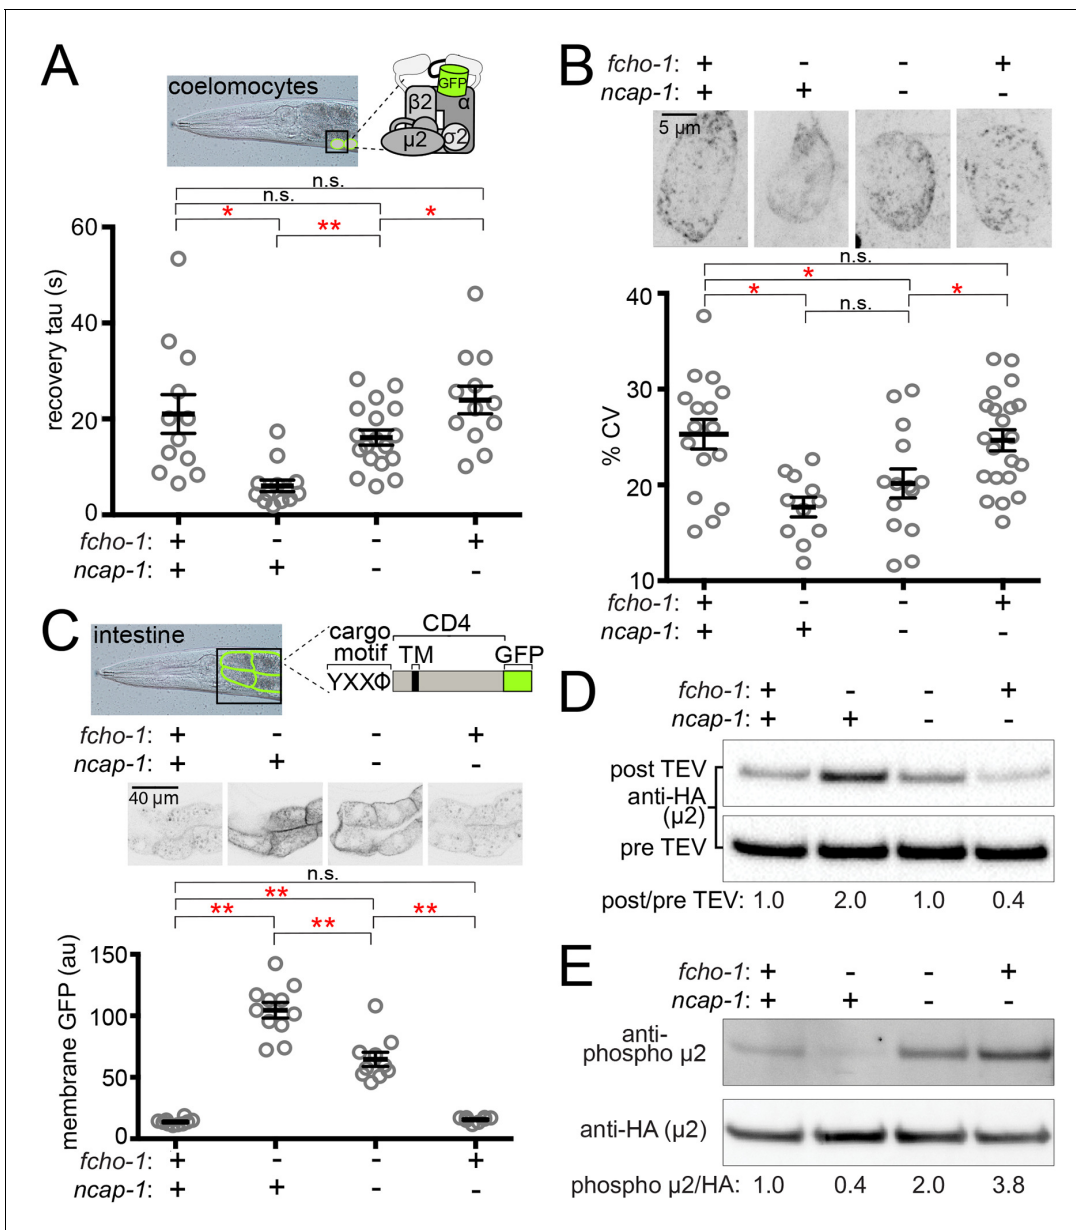 A
coelomocytes
GFP
β2 α
μ2 σ2
n.s.
n.s.
* ** *
recovery tau (s)
60
40
20
0
fcho-1: + - - +
ncap-1: + + - -
B
fcho-1: + - - +
ncap-1: + + - -
5 μm
n.s.
*
* n.s. *
% CV
40
30
20
10
fcho-1: + - - +
ncap-1: + + - -
C
intestine
cargo motif
CD4
TM GFP
YXXΦ
fcho-1: + - - +
ncap-1: + + - -
40 μm
n.s.
**
** ** **
membrane GFP (au)
150
100
50
0
fcho-1: + - - +
ncap-1: + + - -
D
fcho-1: + - - +
ncap-1: + + - -
post TEV
anti-HA
(μ2)
pre TEV
post/pre TEV: 1.0 2.0 1.0 0.4
E
fcho-1: + - - +
ncap-1: + + - -
anti-
phospho μ2
anti-HA (μ2)
phospho μ2/HA: 1.0 0.4 2.0 3.8